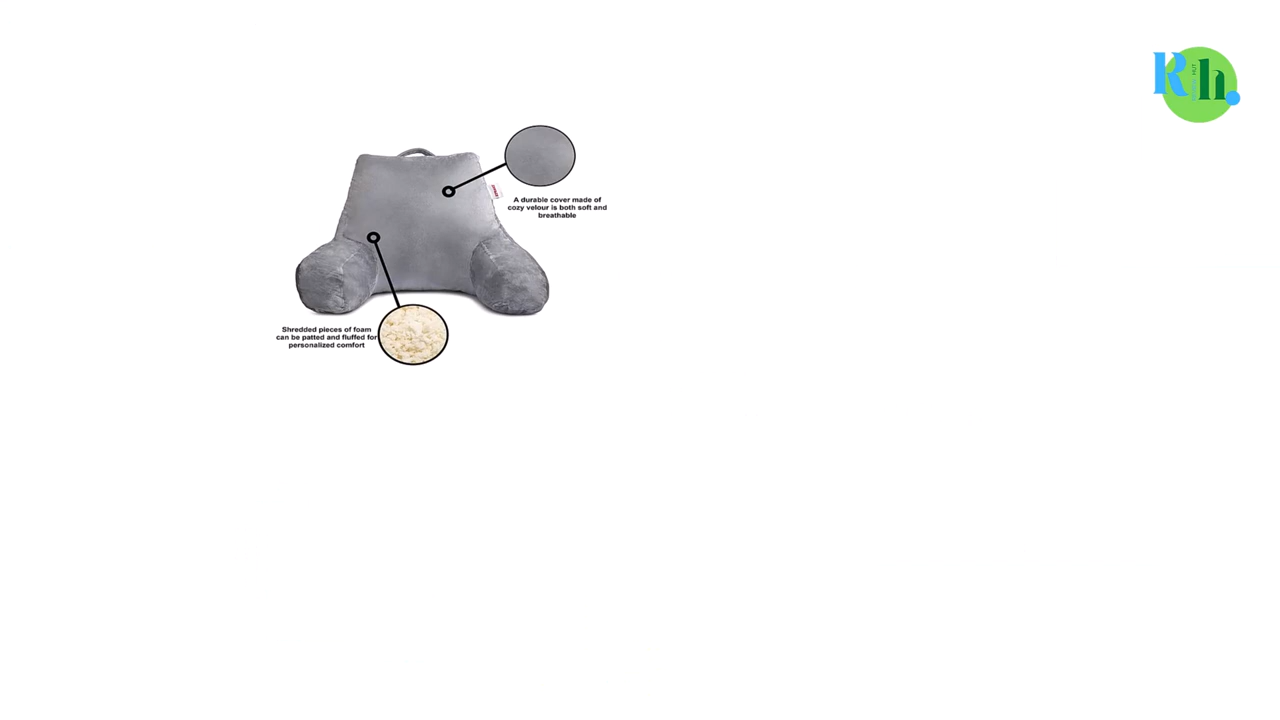 Rh.
HUT
A durable cover made of
cozy velour is both soft and
breathable
Shredded pieces of foam
can be patted and fluffed for
personalized comfort